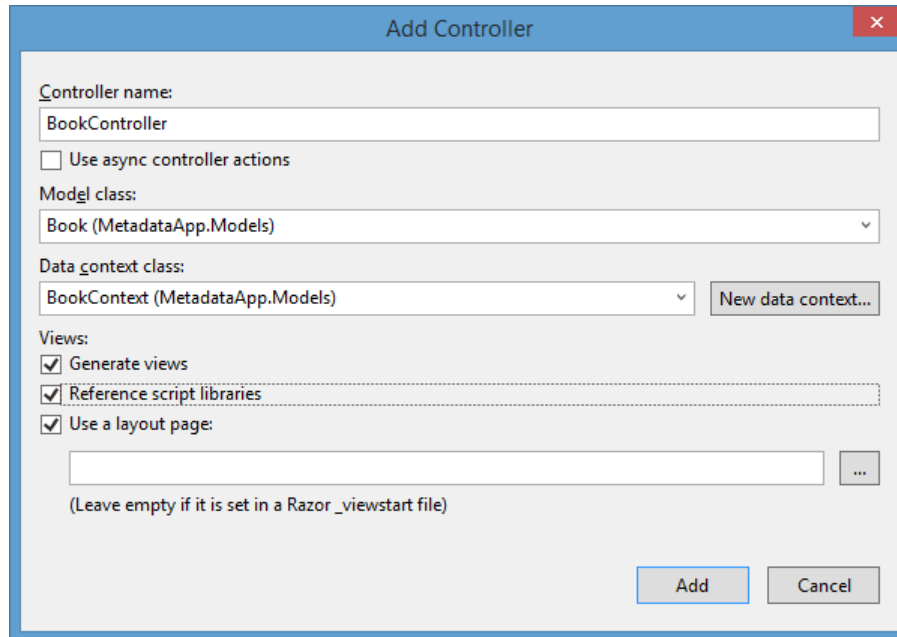 Add Controller
Controller name:
BookController
Use async controller actions
Model class:
Book (MetadataApp.Models)
Data context class:
BookContext (MetadataApp.Models)
New data context...
Views:
Generate views
Reference script libraries
Use a layout page:
...
(Leave empty if it is set in a Razor _viewstart file)
Add
Cancel